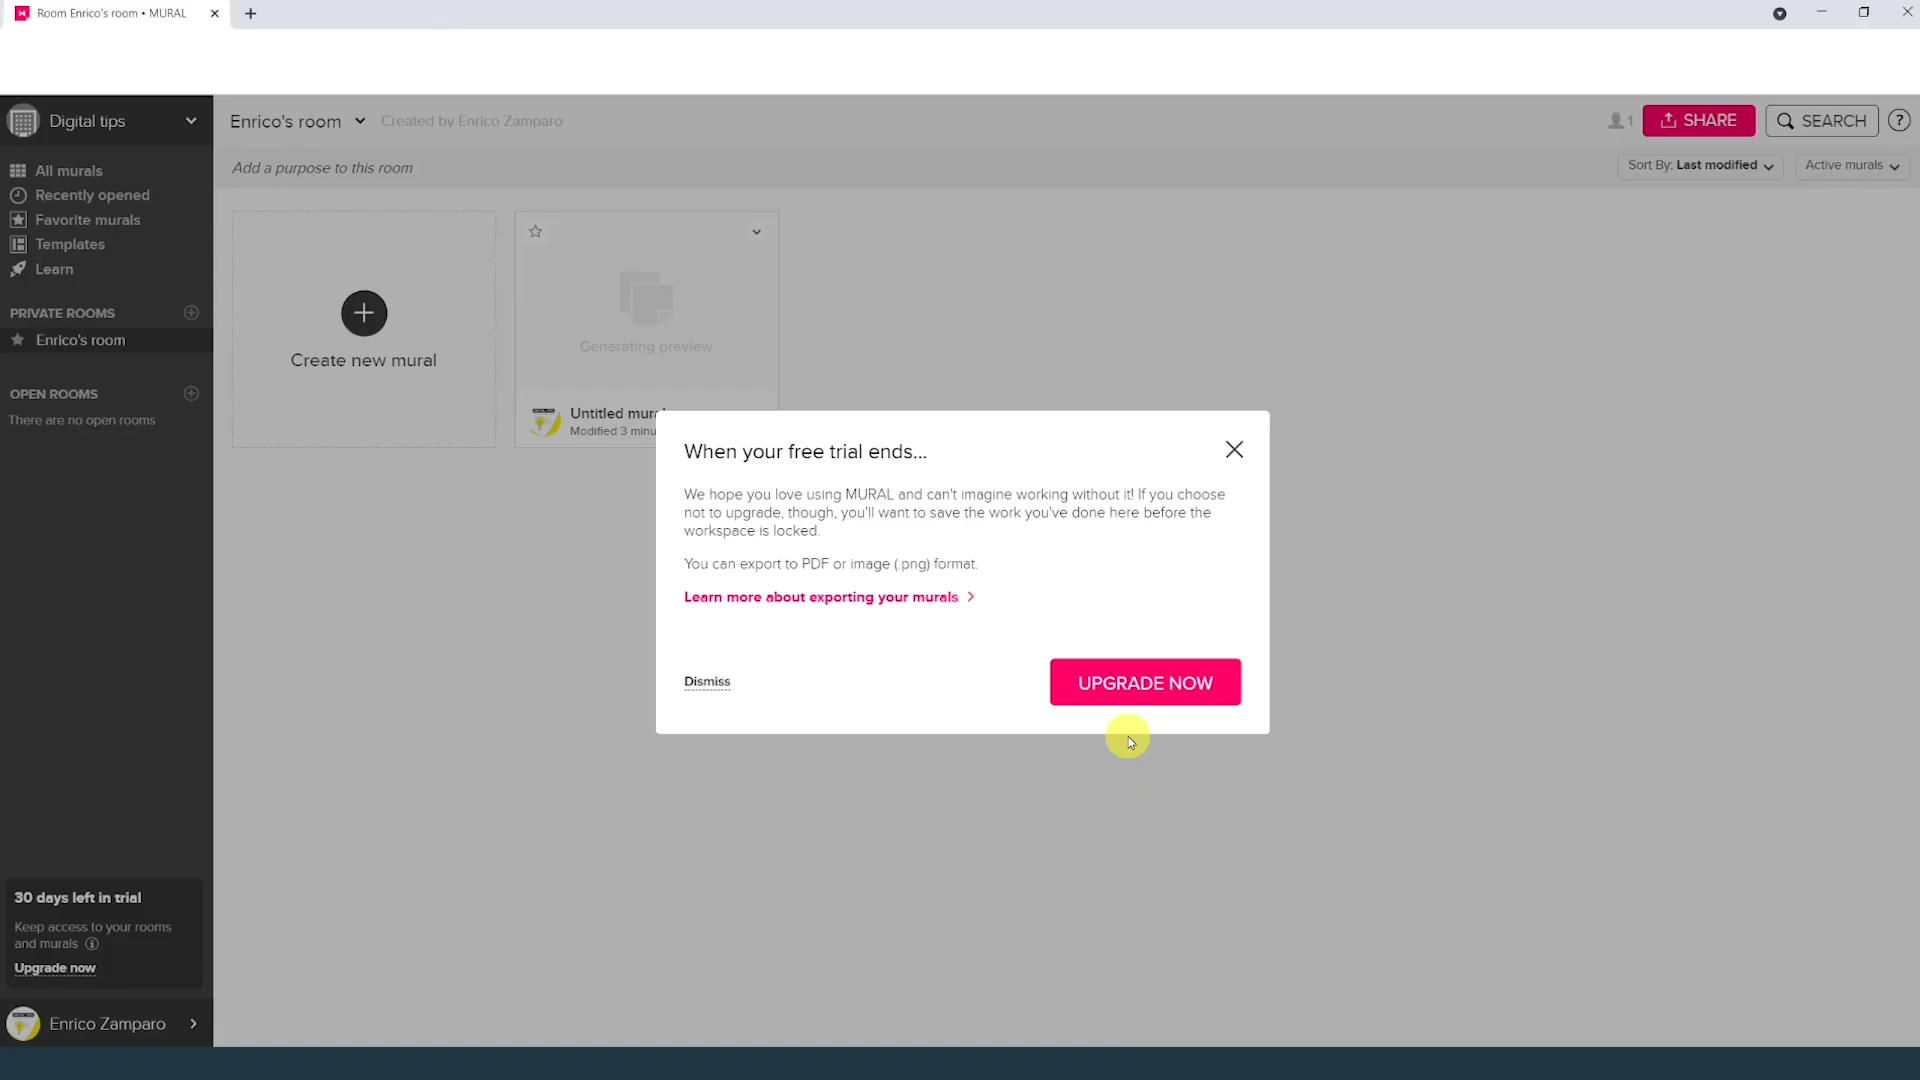 Room Enrico's room • MURAL
Digital tips
Enrico's room
Created by Enrico Zamparo
1
SHARE
SEARCH
?
Add a purpose to this room
Sort By: Last modified
Active murals
All murals
Recently opened
Favorite murals
Templates
Learn
PRIVATE ROOMS
Enrico's room
OPEN ROOMS
There are no open rooms
Create new mural
Generating preview
Untitled mural
Modified 3 minu
When your free trial ends...
We hope you love using MURAL and can't imagine working without it! If you choose
not to upgrade, though, you'll want to save the work you've done here before the
workspace is locked.
You can export to PDF or image (.png) format.
Learn more about exporting your murals >
Dismiss
UPGRADE NOW
30 days left in trial
Keep access to your rooms
and murals
Upgrade now
Enrico Zamparo